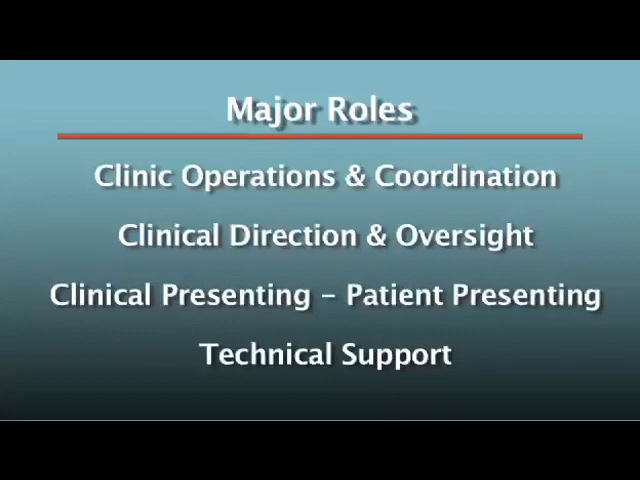 Major Roles
Clinic Operations & Coordination
Clinical Direction & Oversight
Clinical Presenting - Patient Presenting
Technical Support